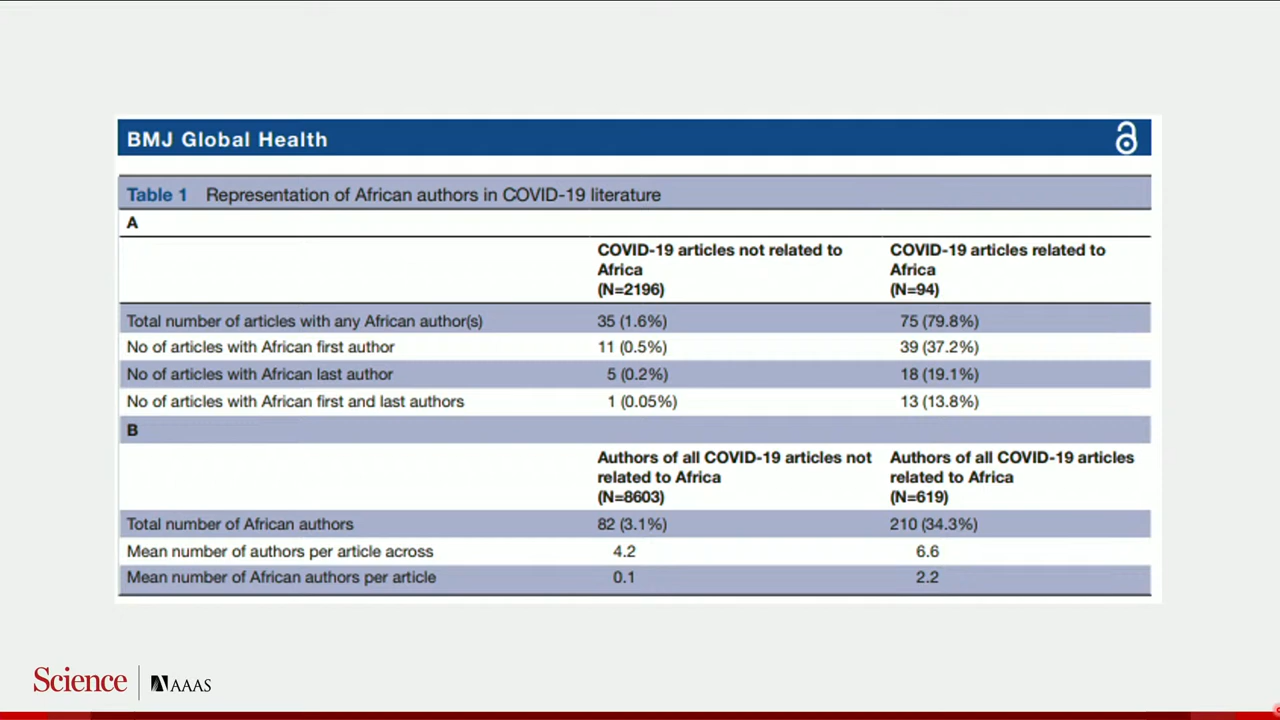 BMJ Global Health
Table 1 Representation of African authors in COVID-19 literature
A
COVID-19 articles not related to Africa (N=2196) COVID-19 articles related to Africa (N=94)
Total number of articles with any African author(s) 35 (1.6%) 75 (79.8%)
No of articles with African first author 11 (0.5%) 39 (37.2%)
No of articles with African last author 5 (0.2%) 18 (19.1%)
No of articles with African first and last authors 1 (0.05%) 13 (13.8%)
B
Authors of all COVID-19 articles not related to Africa (N=8603) Authors of all COVID-19 articles related to Africa (N=619)
Total number of African authors 82 (3.1%) 210 (34.3%)
Mean number of authors per article across 4.2 6.6
Mean number of African authors per article 0.1 2.2
Science AAAS